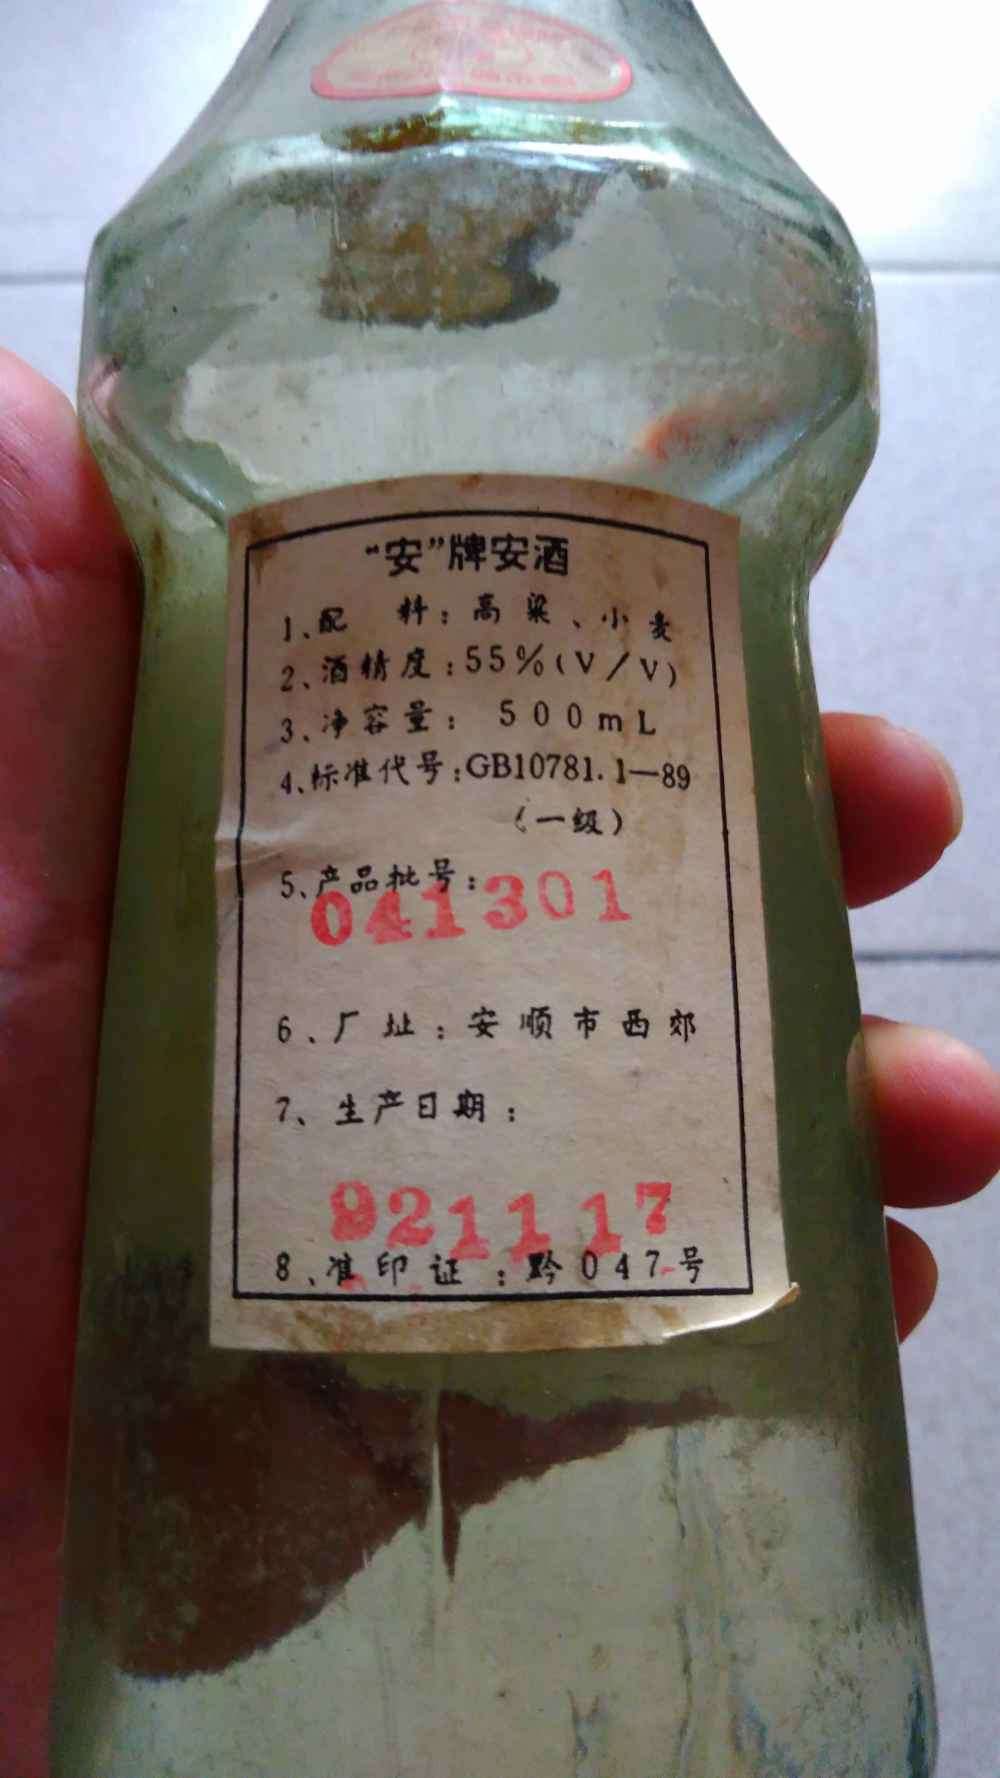 “安”牌安酒
1、配 料：高粱、小麦
2、酒精度：55%(V/V)
3、净容量： 500mL
4、标准代号：GB10781.1—89
（一级）
5、产品批号：
041301
6、厂址：安顺市西郊
7、生产日期：
921117
8、准印证：黔047号